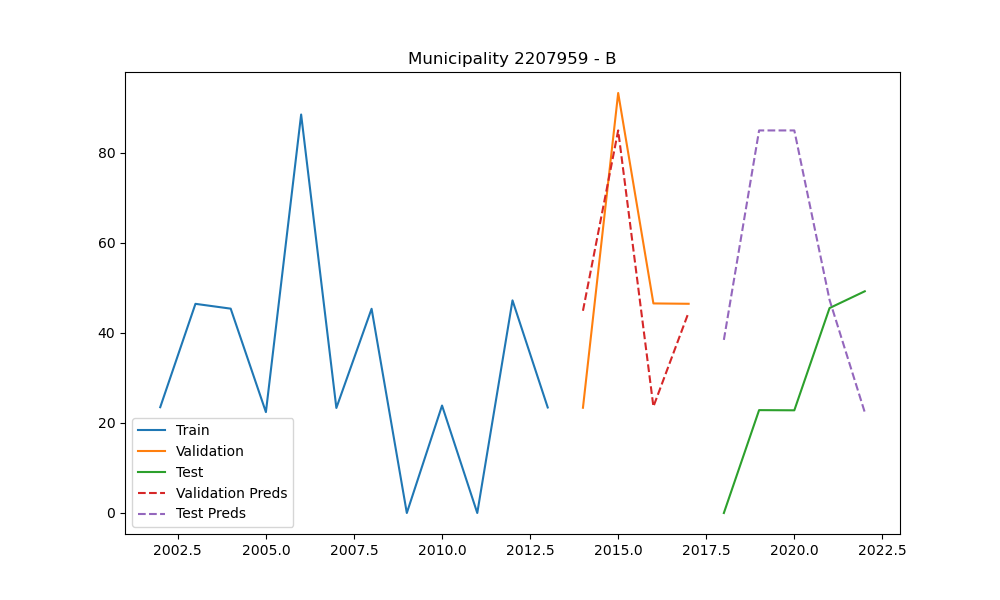 Municipality 2207959 - B
80
60
40
20
0
Train
Validation
Test
Validation Preds
Test Preds
2002.5 2005.0 2007.5 2010.0 2012.5 2015.0 2017.5 2020.0 2022.5